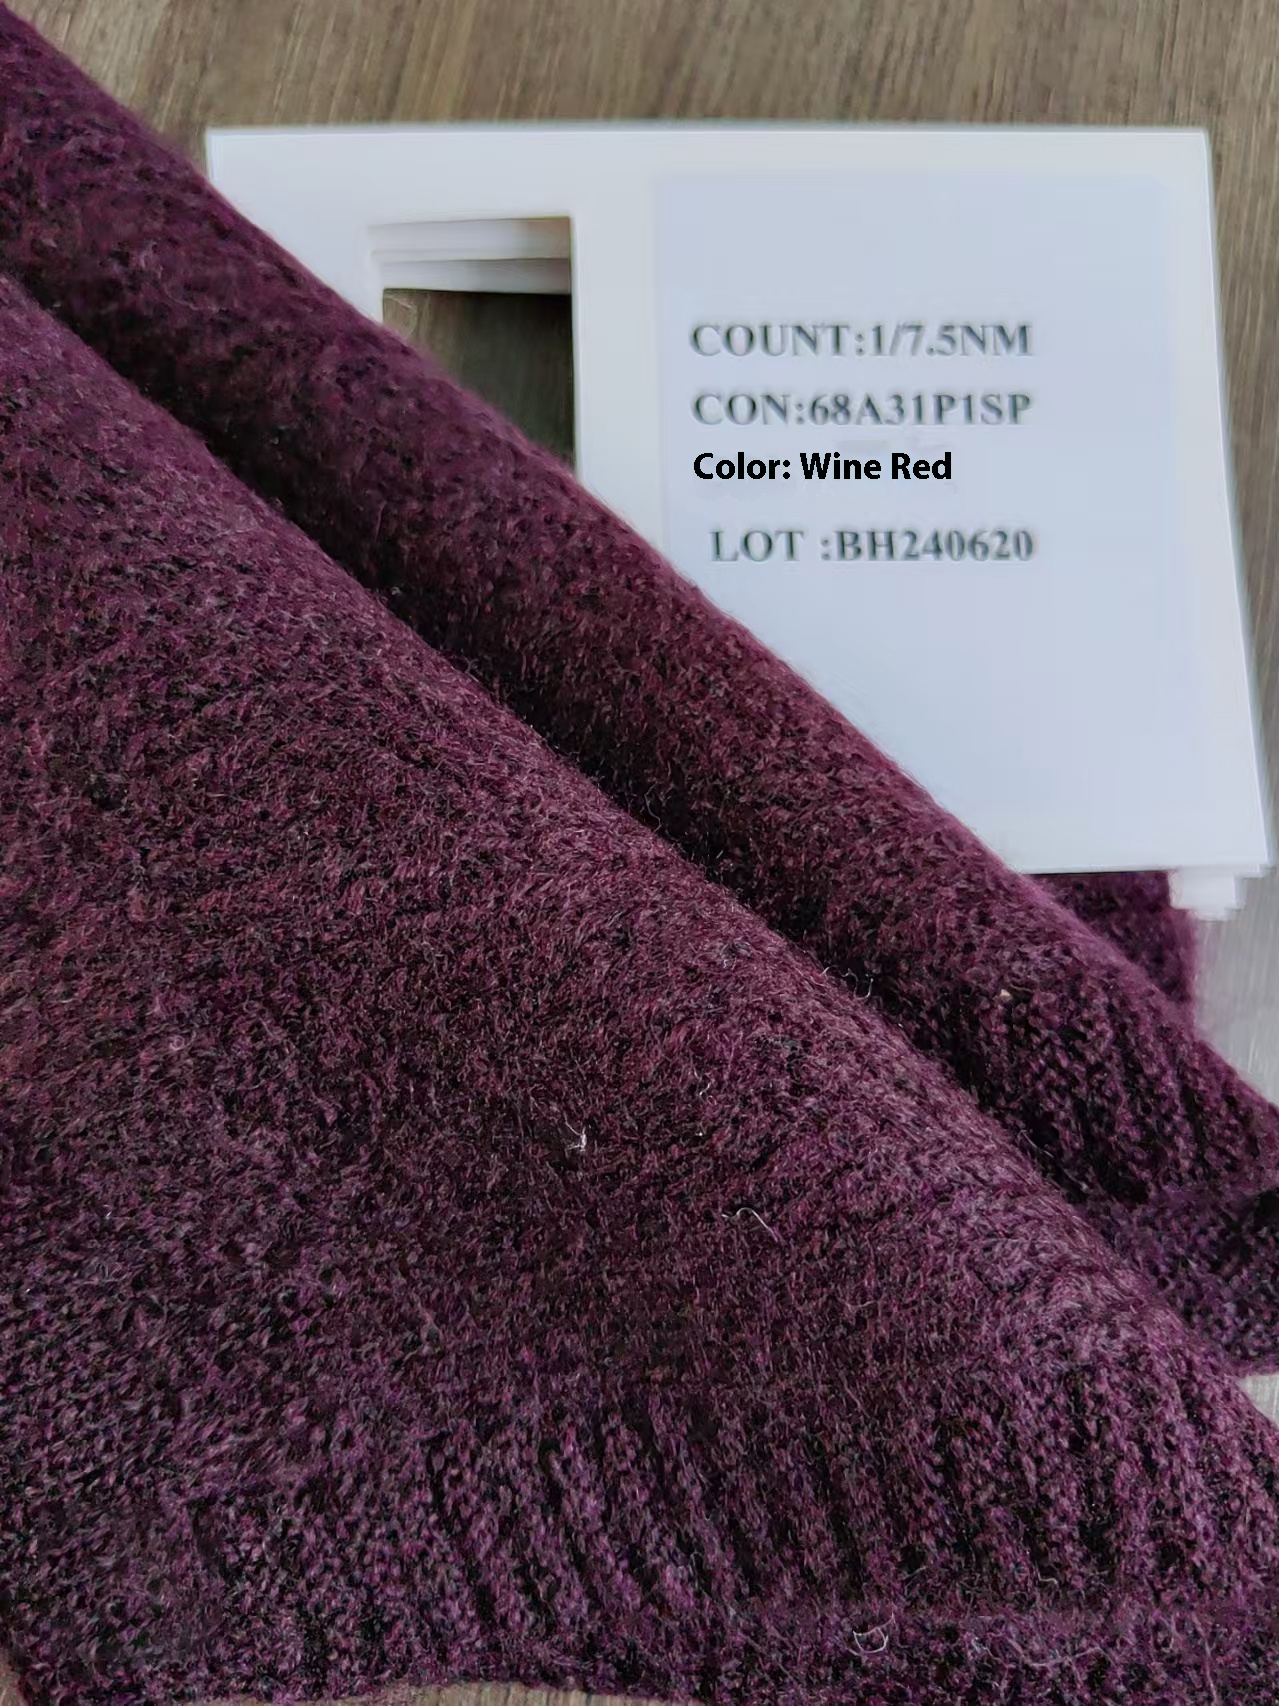 COUNT:1/7.5NM
CON:68A31P1SP
Color: Wine Red
LOT :BH240620